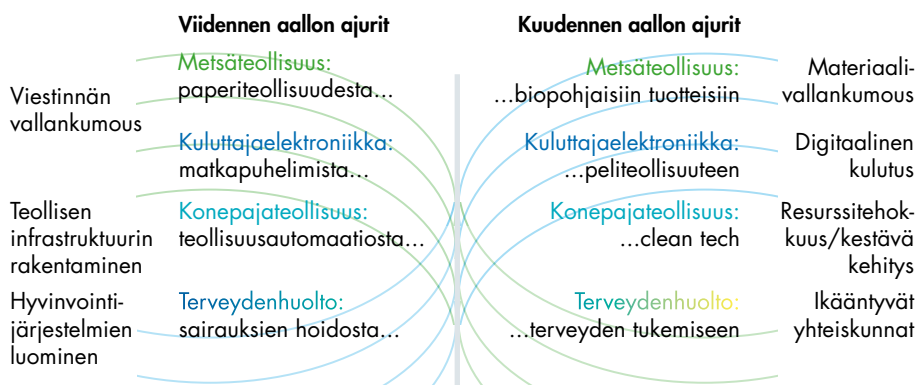 Viidennen aallon ajurit
Kuudennen aallon ajurit
Viestinnän
vallankumous
Metsäteollisuus:
paperiteollisuudesta...
Metsäteollisuus:
...biopohjaisiin tuotteisiin
Materiaali-
vallankumous
Kuluttajaelektroniikka:
matkapuhelimista...
Kuluttajaelektroniikka:
...peliteollisuuteen
Digitaalinen
kulutus
Teollisen
infrastruktuurin
rakentaminen
Konepajateollisuus:
teollisuusautomaatiosta...
Konepajateollisuus:
...clean tech
Resurssitehok-
kuus/kestävä
kehitys
Hyvinvointi-
järjestelmien
luominen
Terveydenhuolto:
sairauksien hoidosta...
Terveydenhuolto:
...terveyden tukemiseen
Ikääntyvät
yhteiskunnat